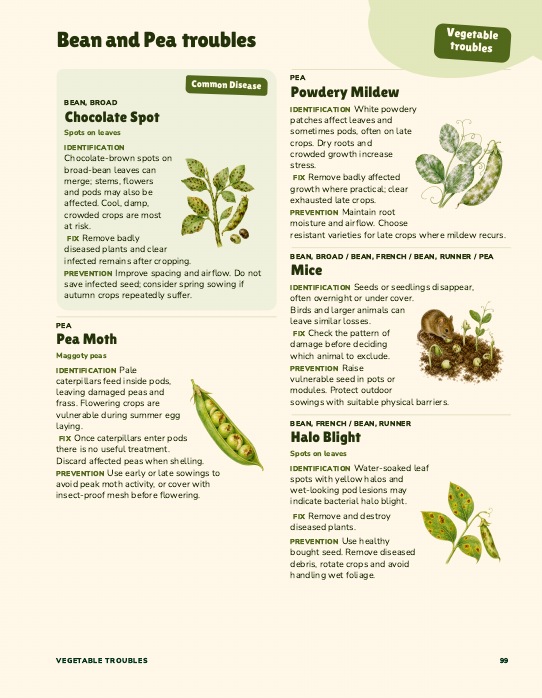 Bean and Pea troubles
Vegetable
troubles
Common Disease
BEAN, BROAD
Chocolate Spot
Spots on leaves
IDENTIFICATION
Chocolate-brown spots on
broad-bean leaves can
merge; stems, flowers
and pods may also be
affected. Cool, damp,
crowded crops are most
at risk.
FIX Remove badly
diseased plants and clear
infected remains after cropping.
PREVENTION Improve spacing and airflow. Do not
save infected seed; consider spring sowing if
autumn crops repeatedly suffer.
PEA
Pea Moth
Maggoty peas
IDENTIFICATION Pale
caterpillars feed inside pods,
leaving damaged peas and
frass. Flowering crops are
vulnerable during summer egg
laying.
FIX Once caterpillars enter pods
there is no useful treatment.
Discard affected peas when shelling.
PREVENTION Use early or late sowings to
avoid peak moth activity, or cover with
insect-proof mesh before flowering.
PEA
Powdery Mildew
IDENTIFICATION White powdery
patches affect leaves and
sometimes pods, often on late
crops. Dry roots and
crowded growth increase
stress.
FIX Remove badly affected
growth where practical; clear
exhausted late crops.
PREVENTION Maintain root
moisture and airflow. Choose
resistant varieties for late crops where mildew recurs.
BEAN, BROAD / BEAN, FRENCH / BEAN, RUNNER / PEA
Mice
IDENTIFICATION Seeds or seedlings disappear,
often overnight or under cover.
Birds and larger animals can
leave similar losses.
FIX Check the pattern of
damage before deciding
which animal to exclude.
PREVENTION Raise
vulnerable seed in pots or
modules. Protect outdoor
sowings with suitable physical barriers.
BEAN, FRENCH / BEAN, RUNNER
Halo Blight
Spots on leaves
IDENTIFICATION Water-soaked leaf
spots with yellow halos and
wet-looking pod lesions may
indicate bacterial halo blight.
FIX Remove and destroy
diseased plants.
PREVENTION Use healthy
bought seed. Remove diseased
debris, rotate crops and avoid
handling wet foliage.
VEGETABLE TROUBLES
99